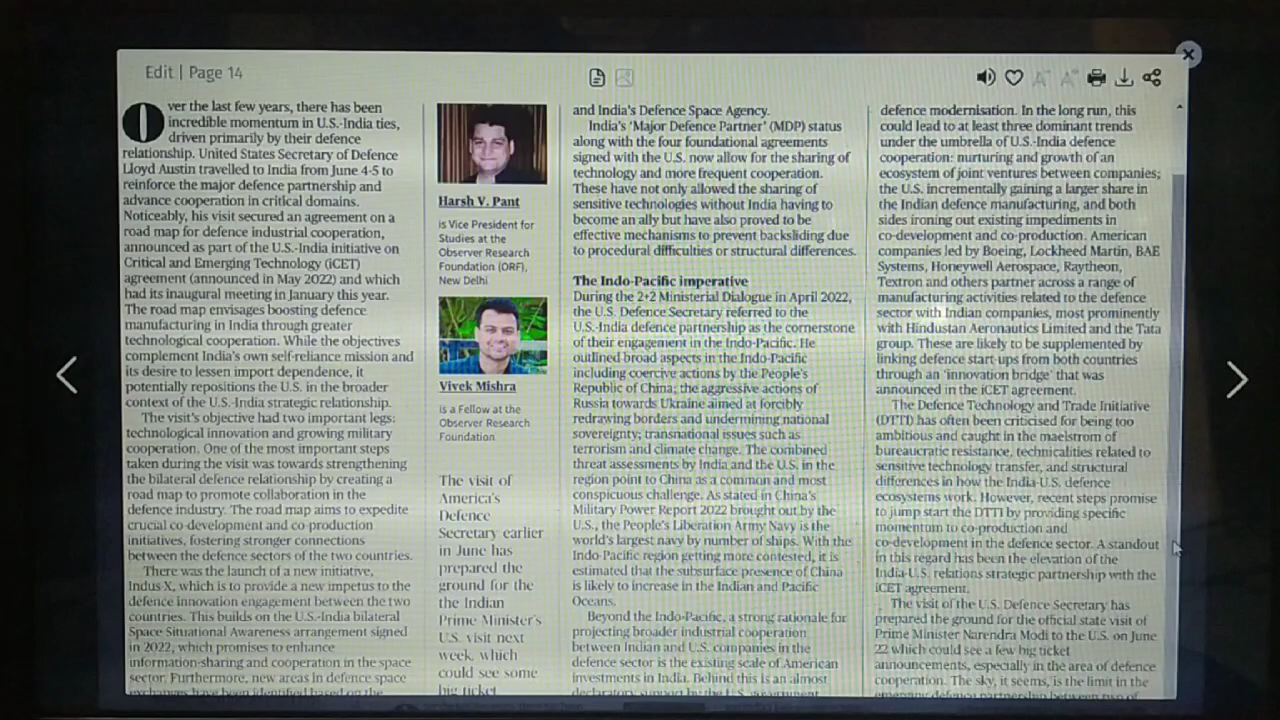 Edit | Page 14
Over the last few years, there has been
incredible momentum in U.S.-India ties,
driven primarily by their defence
relationship. United States Secretary of Defence
Lloyd Austin travelled to India from June 4-5 to
reinforce the major defence partnership and
advance cooperation in critical domains.
Noticeably, his visit secured an agreement on a
road map for defence industrial cooperation,
announced as part of the U.S.-India initiative on
Critical and Emerging Technology (iCET)
agreement (announced in May 2022) and which
had its inaugural meeting in January this year.
The road map envisages boosting defence
manufacturing in India through greater
technological cooperation. While the objectives
complement India's own self-reliance mission and
its desire to lessen import dependence, it
potentially repositions the U.S. in the broader
context of the U.S.-India strategic relationship.
The visit's objective had two important legs:
technological innovation and growing military
cooperation. One of the most important steps
taken during the visit was towards strengthening
the bilateral defence relationship by creating a
road map to promote collaboration in the
defence industry. The road map aims to expedite
crucial co-development and co-production
initiatives, fostering stronger connections
between the defence sectors of the two countries.
There was the launch of a new initiative,
Indus-X, which is to provide a new impetus to the
defence innovation engagement between the two
countries. This builds on the U.S.-India bilateral
Space Situational Awareness arrangement signed
in 2022, which promises to enhance
information-sharing and cooperation in the space
sector. Furthermore, new areas in defence space
exchanges have been identified based on the
Harsh V. Pant
is Vice President for
Studies at the
Observer Research
Foundation (ORF),
New Delhi
Vivek Mishra
is a Fellow at the
Observer Research
Foundation
The visit of
America's
Defence
Secretary earlier
in June has
prepared the
ground for the
the Indian
Prime Minister's
U.S. visit next
week, which
could see some
big ticket
and India's Defence Space Agency.
India's 'Major Defence Partner' (MDP) status
along with the four foundational agreements
signed with the U.S. now allow for the sharing of
technology and more frequent cooperation.
These have not only allowed the sharing of
sensitive technologies without India having to
become an ally but have also proved to be
effective mechanisms to prevent backsliding due
to procedural difficulties or structural differences.
The Indo-Pacific imperative
During the 2+2 Ministerial Dialogue in April 2022,
the U.S. Defence Secretary referred to the
U.S.-India defence partnership as the cornerstone
of their engagement in the Indo-Pacific. He
outlined broad aspects in the Indo-Pacific
including coercive actions by the People's
Republic of China; the aggressive actions of
Russia towards Ukraine aimed at forcibly
redrawing borders and undermining national
sovereignty; transnational issues such as
terrorism and climate change. The combined
threat assessments by India and the U.S. in the
region point to China as a common and most
conspicuous challenge. As stated in China's
Military Power Report 2022 brought out by the
U.S., the People's Liberation Army Navy is the
world's largest navy by number of ships. With the
Indo-Pacific region getting more contested, it is
estimated that the subsurface presence of China
is likely to increase in the Indian and Pacific
Oceans.
Beyond the Indo-Pacific, a strong rationale for
projecting broader industrial cooperation
between Indian and U.S. companies in the
defence sector is the existing scale of American
investments in India. Behind this is an almost
declaratory support by the U.S. government
defence modernisation. In the long run, this
could lead to at least three dominant trends
under the umbrella of U.S.-India defence
cooperation: nurturing and growth of an
ecosystem of joint ventures between companies;
the U.S. incrementally gaining a larger share in
the Indian defence manufacturing, and both
sides ironing out existing impediments in
co-development and co-production. American
companies led by Boeing, Lockheed Martin, BAE
Systems, Honeywell Aerospace, Raytheon,
Textron and others partner across a range of
manufacturing activities related to the defence
sector with Indian companies, most prominently
with Hindustan Aeronautics Limited and the Tata
group. These are likely to be supplemented by
linking defence start-ups from both countries
through an 'innovation bridge' that was
announced in the iCET agreement.
The Defence Technology and Trade Initiative
(DTTI) has often been criticised for being too
ambitious and caught in the maelstrom of
bureaucratic resistance, technicalities related to
sensitive technology transfer, and structural
differences in how the India-U.S. defence
ecosystems work. However, recent steps promise
to jump start the DTTI by providing specific
momentum to co-production and
co-development in the defence sector. A standout
in this regard has been the elevation of the
India-U.S. relations strategic partnership with the
iCET agreement.
The visit of the U.S. Defence Secretary has
prepared the ground for the official state visit of
Prime Minister Narendra Modi to the U.S. on June
22 which could see a few big ticket
announcements, especially in the area of defence
cooperation. The sky, it seems, is the limit in the
emerging defence partnership between two of